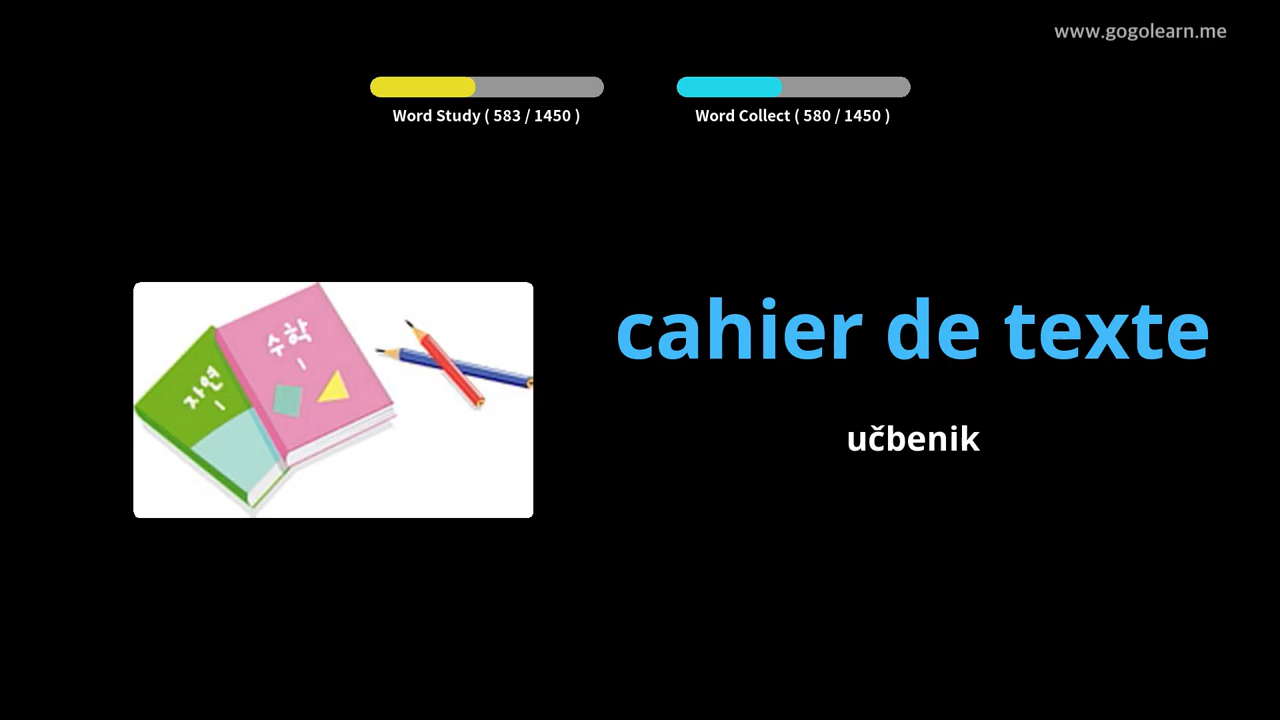 www.gogolearn.me
Word Study ( 583 / 1450 )
Word Collect ( 580 / 1450 )
수학
자연
cahier de texte
učbenik